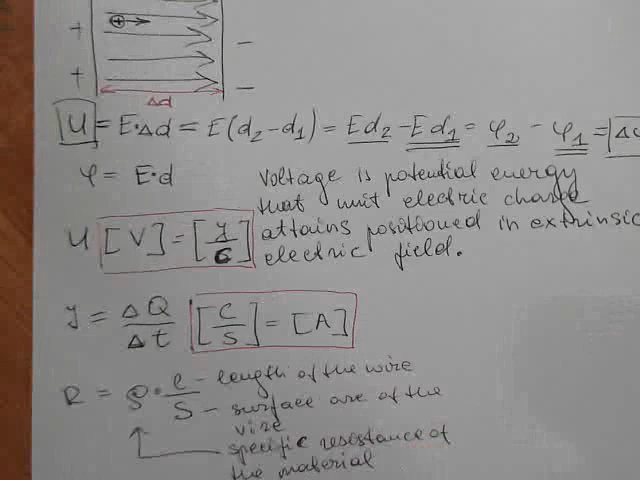 + ⊕→ −
+ −
Δd
U = E·Δd = E(d₂-d₁) = Ed₂ - Ed₁ = φ₂ - φ₁ = |Δφ
φ = E·d
Voltage is potential energy
that unit electric charge
attains positioned in extrinsic
electric field.
U [V] = [J/C]
J = ΔQ/Δt [C/S] = [A]
R = ρ · l/S
l - length of the wire
S - surface are of the
wire
specific resistance of
the material